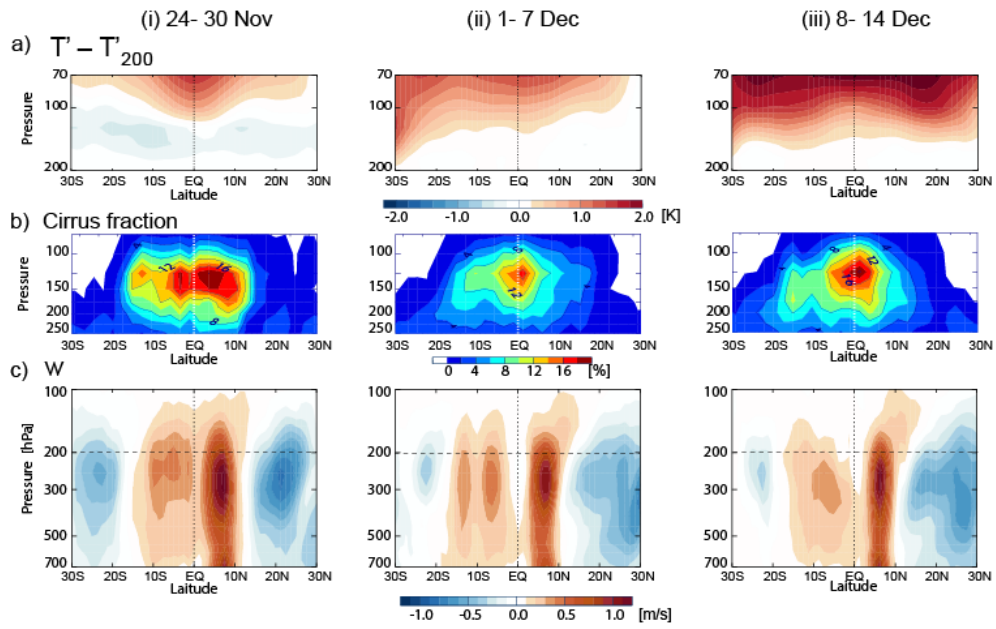 (i) 24- 30 Nov (ii) 1- 7 Dec (iii) 8- 14 Dec
a) T' – T'200
Pressure
70 70 70
100 100 100
200 200 200
30S 20S 10S EQ 10N 20N 30N 30S 20S 10S EQ 10N 20N 30N 30S 20S 10S EQ 10N 20N 30N
Laitude Laitude Laitude
-2.0 -1.0 0.0 1.0 2.0 [K]
b) Cirrus fraction
Pressure
100 100 100
150 150 150
200 200 200
250 250 250
4 12 16 8
4 12
4 8 12 16
30S 20S 10S EQ 10N 20N 30N 30S 20S 10S EQ 10N 20N 30N 30S 20S 10S EQ 10N 20N 30N
Laitude Laitude Laitude
0 4 8 12 16 [%]
c) W
Pressure [hPa]
100 100 100
200 200 200
300 300 300
500 500 500
700 700 700
30S 20S 10S EQ 10N 20N 30N 30S 20S 10S EQ 10N 20N 30N 30S 20S 10S EQ 10N 20N 30N
Laitude Laitude Laitude
-1.0 -0.5 0.0 0.5 1.0 [m/s]